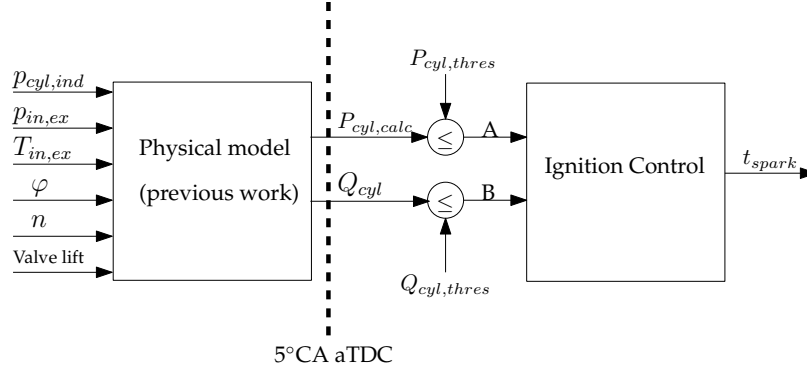 p_{cyl,ind}
p_{in,ex}
T_{in,ex}
φ
n
Valve lift
Physical model
(previous work)
P_{cyl,calc}
Q_{cyl}
P_{cyl,thres}
≤
A
≤
B
Q_{cyl,thres}
Ignition Control
t_{spark}
5°CA aTDC